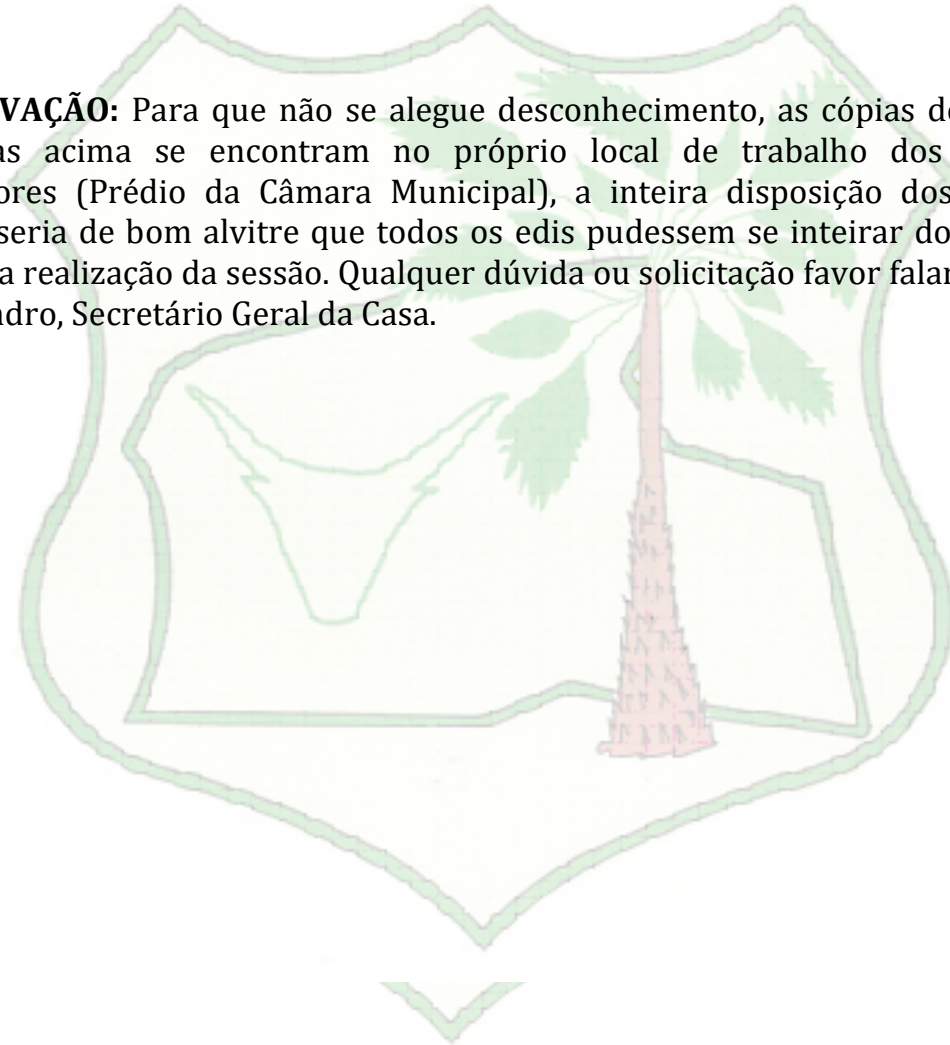 VAÇÃO: Para que não se alegue desconhecimento, as cópias de
as acima se encontram no próprio local de trabalho dos
ores (Prédio da Câmara Municipal), a inteira disposição dos
seria de bom alvitre que todos os edis pudessem se inteirar do
a realização da sessão. Qualquer dúvida ou solicitação favor falar
ndro, Secretário Geral da Casa.